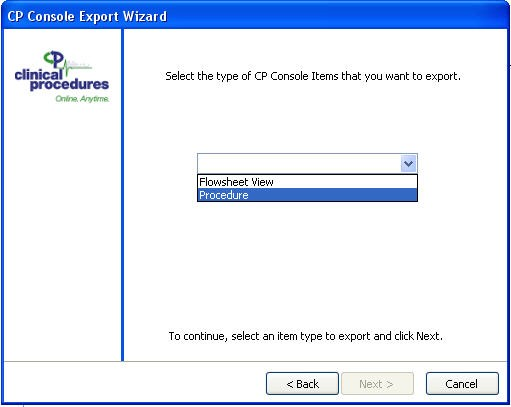 CP Console Export Wizard
CP
clinical
procedures
Online. Anytime.
Select the type of CP Console Items that you want to export.
Flowsheet View
Procedure
To continue, select an item type to export and click Next.
< Back
Next >
Cancel